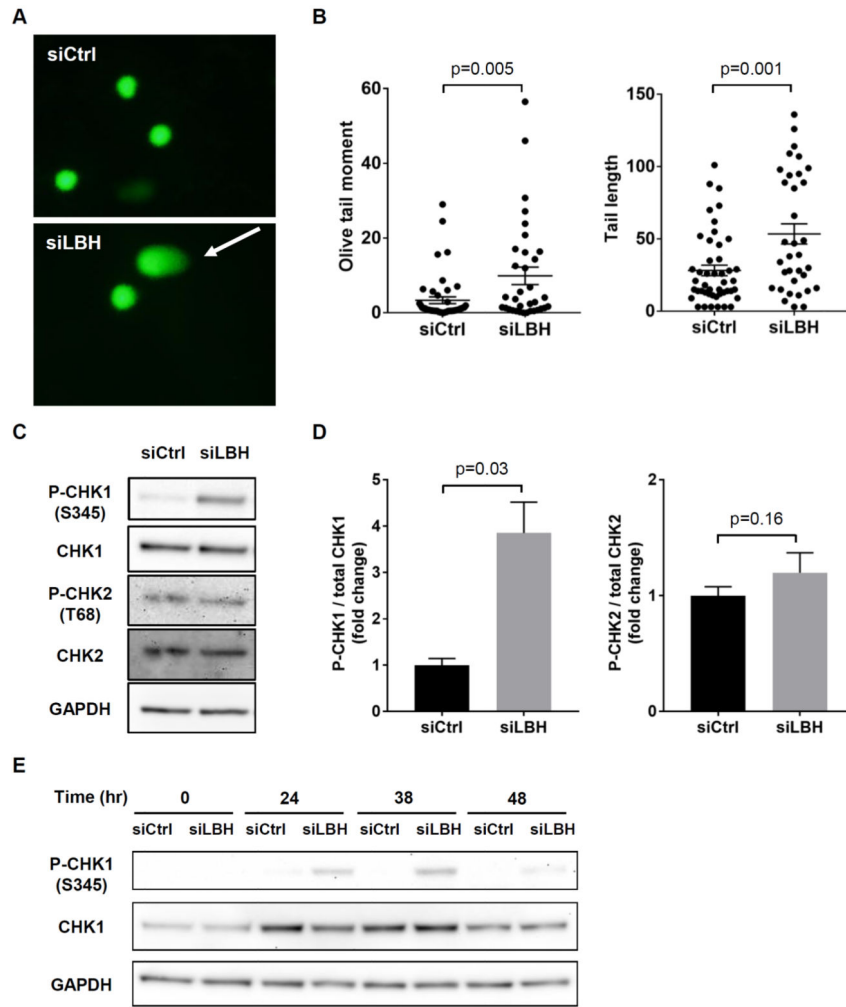 A
siCtrl
siLBH
B
p=0.005
60
40
20
0
Olive tail moment
siCtrl
siLBH
p=0.001
150
100
50
0
Tail length
siCtrl
siLBH
C
siCtrl
siLBH
P-CHK1
(S345)
CHK1
P-CHK2
(T68)
CHK2
GAPDH
D
p=0.03
5
4
3
2
1
0
P-CHK1 / total CHK1
(fold change)
siCtrl
siLBH
p=0.16
2
1
0
P-CHK2 / total CHK2
(fold change)
siCtrl
siLBH
E
Time (hr) 0 24 38 48
siCtrl siLBH siCtrl siLBH siCtrl siLBH siCtrl siLBH
P-CHK1
(S345)
CHK1
GAPDH